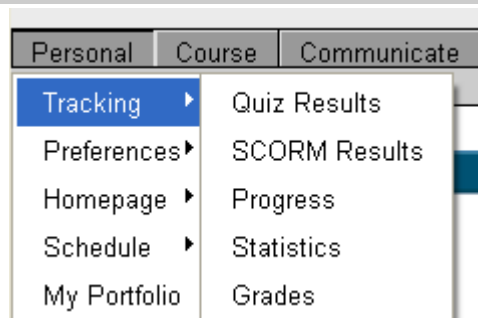 Personal Course Communicate
Tracking Quiz Results
Preferences SCORM Results
Homepage Progress
Schedule Statistics
My Portfolio Grades